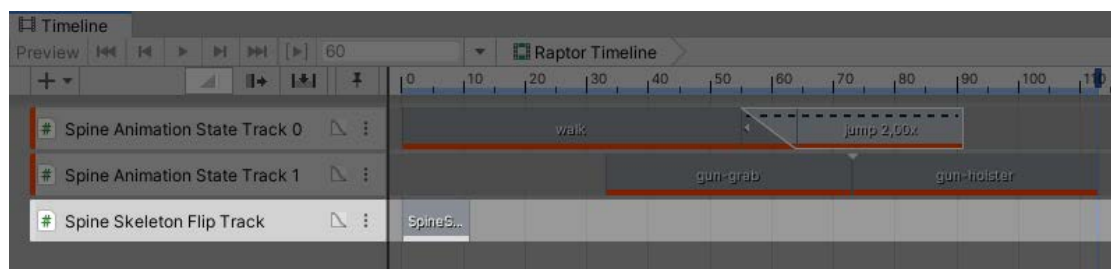 Timeline
Preview 60 Raptor Timeline
0 10 20 30 40 50 60 70 80 90 100 110
# Spine Animation State Track 0 walk jump 2,00x
# Spine Animation State Track 1 gun-grab gun-holster
# Spine Skeleton Flip Track SpineS...